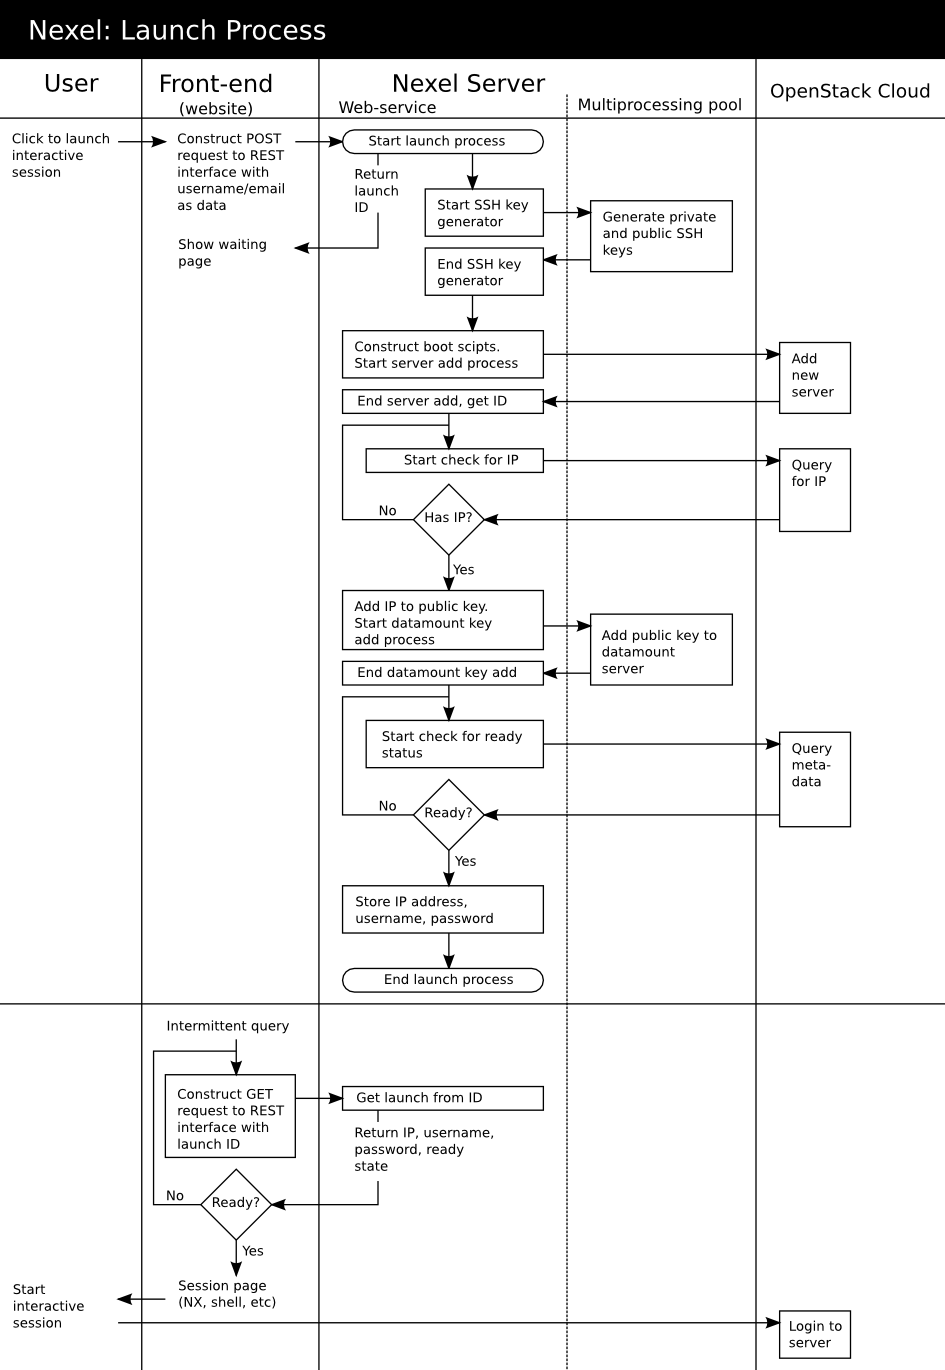 Nexel: Launch Process
User
Front-end
(website)
Nexel Server
Web-service
Multiprocessing pool
OpenStack Cloud
Click to launch
interactive
session
Construct POST
request to REST
interface with
username/email
as data
Start launch process
Return
launch
ID
Show waiting
page
Start SSH key
generator
Generate private
and public SSH
keys
End SSH key
generator
Construct boot scipts.
Start server add process
Add
new
server
End server add, get ID
Start check for IP
Query
for IP
Has IP?
No
Yes
Add IP to public key.
Start datamount key
add process
Add public key to
datamount
server
End datamount key add
Start check for ready
status
Query
meta-
data
Ready?
No
Yes
Store IP address,
username, password
End launch process
Intermittent query
Construct GET
request to REST
interface with
launch ID
Get launch from ID
Return IP, username,
password, ready
state
Ready?
No
Yes
Session page
(NX, shell, etc)
Start
interactive
session
Login to
server